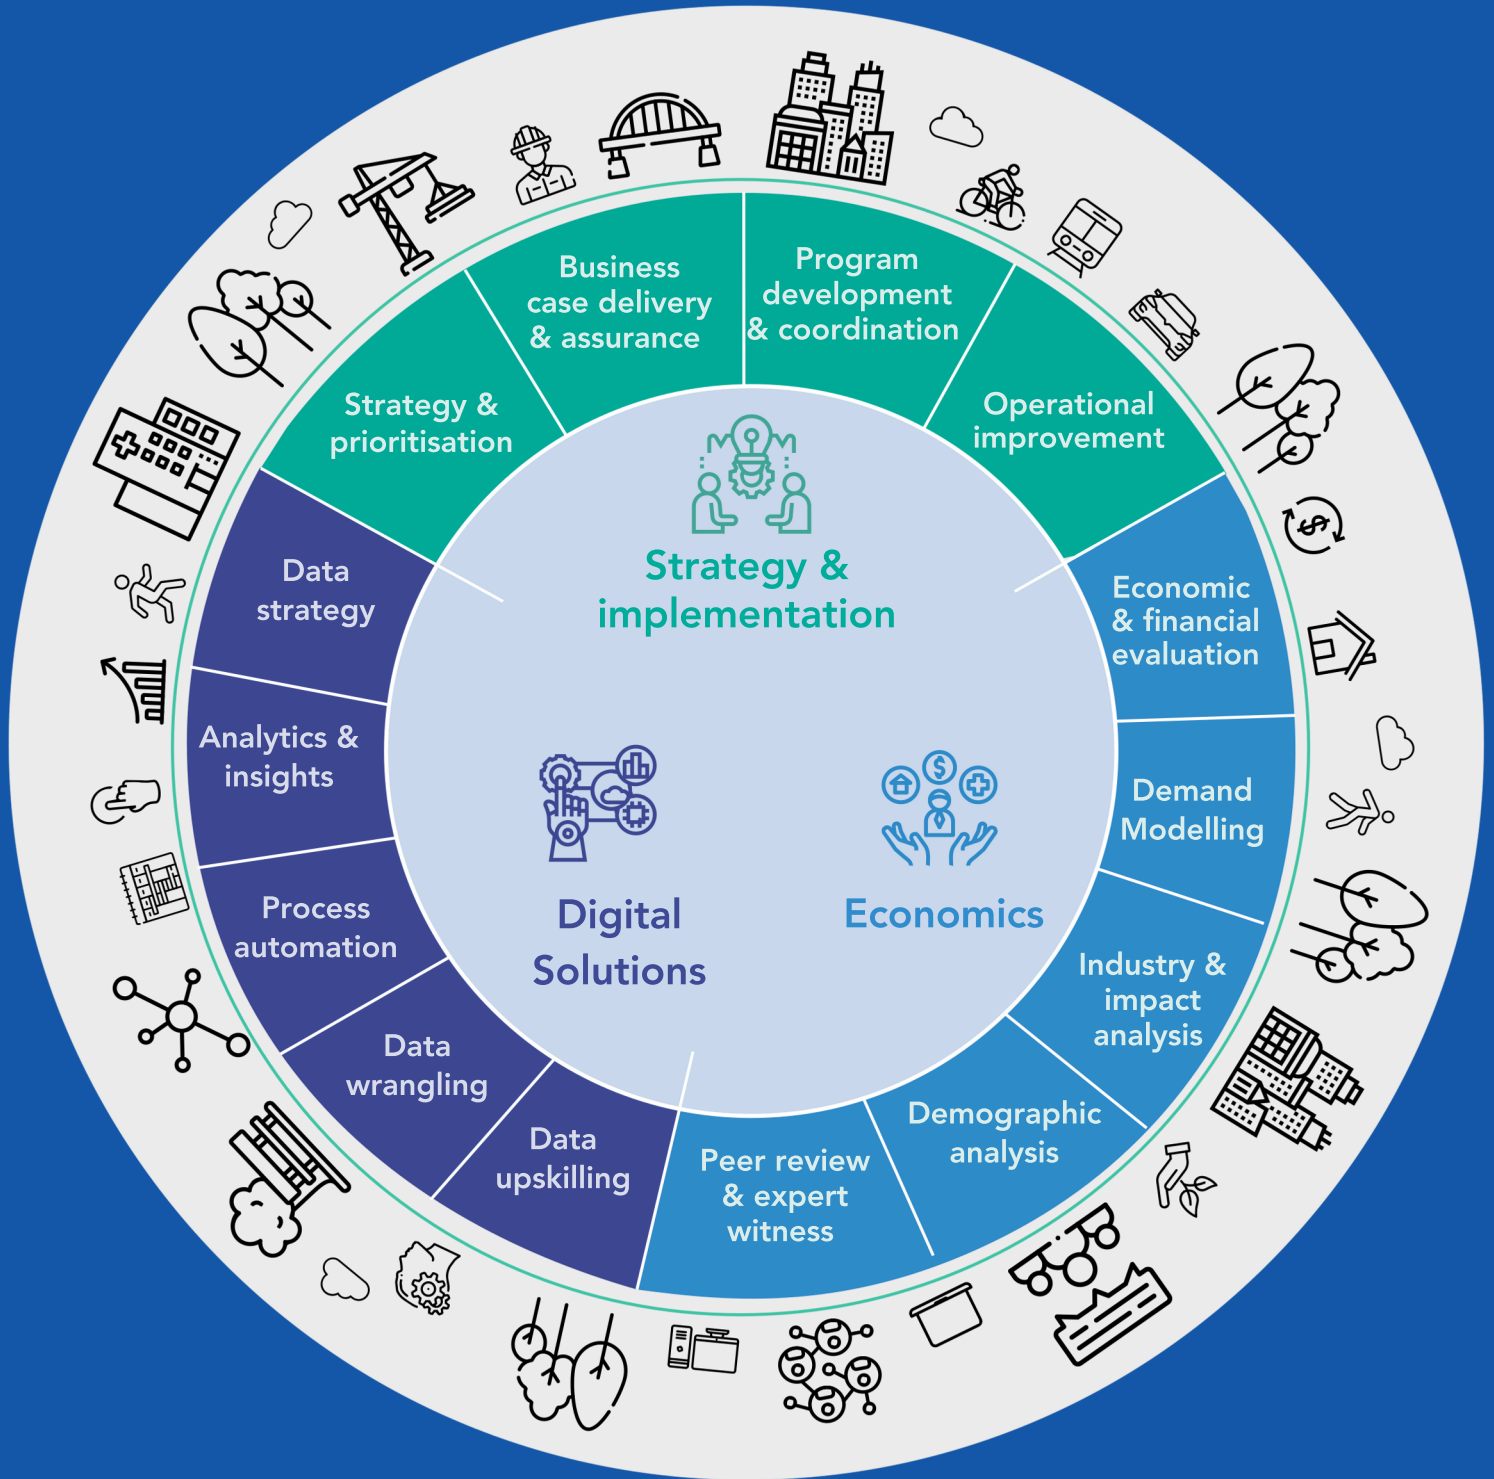 Business
case delivery
& assurance
Program
development
& coordination
Strategy &
prioritisation
Operational
improvement
Strategy &
implementation
Data
strategy
Economic
& financial
evaluation
Analytics &
insights
Demand
Modelling
Process
automation
Digital
Solutions
Economics
Industry &
impact
analysis
Data
wrangling
Demographic
analysis
Data
upskilling
Peer review
& expert
witness